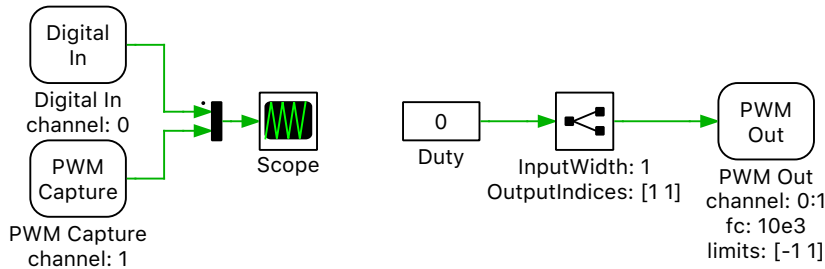 Digital
In
Digital In
channel: 0
PWM
Capture
PWM Capture
channel: 1
Scope
0
Duty
InputWidth: 1
OutputIndices: [1 1]
PWM
Out
PWM Out
channel: 0:1
fc: 10e3
limits: [-1 1]